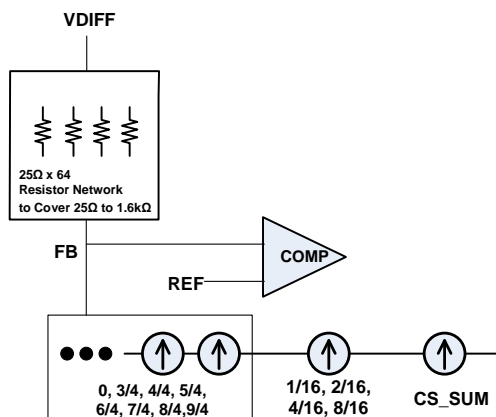 VDIFF
25Ω x 64
Resistor Network
to Cover 25Ω to 1.6kΩ
FB
COMP
REF
0, 3/4, 4/4, 5/4,
6/4, 7/4, 8/4,9/4
1/16, 2/16,
4/16, 8/16
CS_SUM